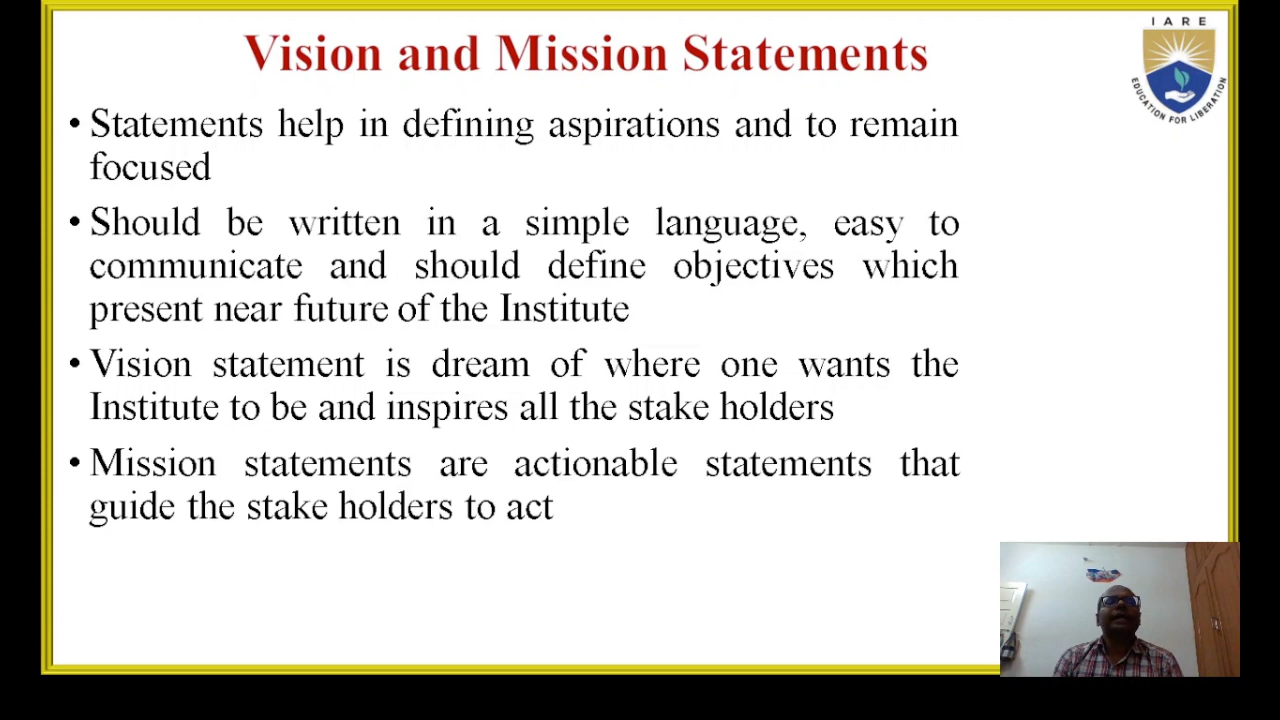 Vision and Mission Statements
I A R E
EDUCATION FOR LIBERATION
• Statements help in defining aspirations and to remain
focused
• Should be written in a simple language, easy to
communicate and should define objectives which
present near future of the Institute
• Vision statement is dream of where one wants the
Institute to be and inspires all the stake holders
• Mission statements are actionable statements that
guide the stake holders to act